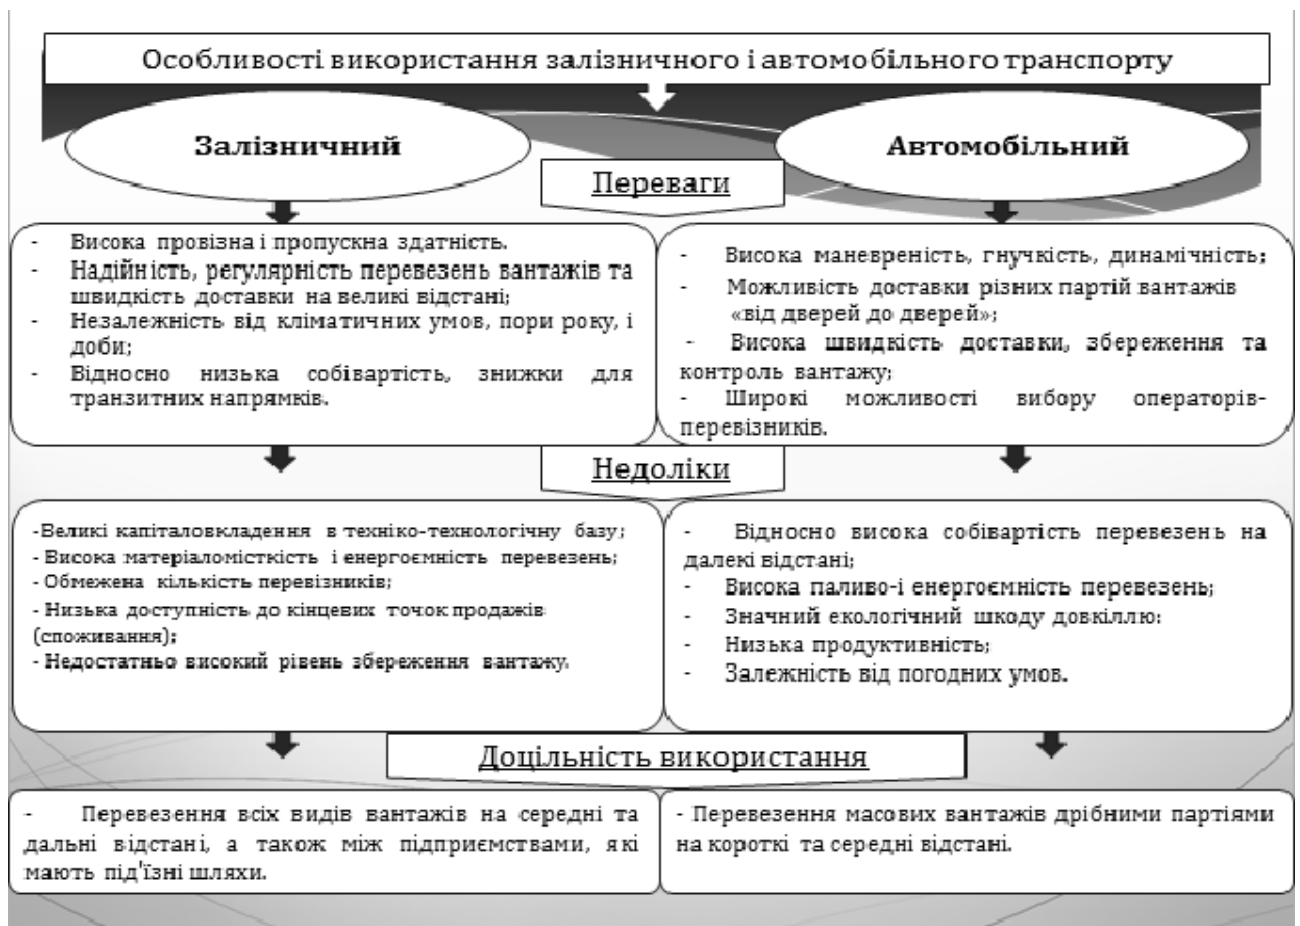 Особливості використання залізничного і автомобільного транспорту
Залізничний
Автомобільний
Переваги
- Висока провізна і пропускна здатність.
- Надійність, регулярність перевезень вантажів та
швидкість доставки на великі відстані;
- Незалежність від кліматичних умов, пори року, і
доби;
- Відносно низька собівартість, знижки для
транзитних напрямків.
- Висока маневреність, гнучкість, динамічність;
- Можливість доставки різних партій вантажів
«від дверей до дверей»;
- Висока швидкість доставки, збереження та
контроль вантажу;
- Широкі можливості вибору операторів-
перевізників.
Недоліки
-Великі капіталовкладення в техніко-технологічну базу;
- Висока матеріаломісткість і енергоємність перевезень;
- Обмежена кількість перевізників;
- Низька доступність до кінцевих точок продажів
(споживання);
- Недостатньо високий рівень збереження вантажу.
- Відносно висока собівартість перевезень на
далекі відстані;
- Висока паливо-і енергоємність перевезень;
- Значний екологічний шкоду довкіллю:
- Низька продуктивність;
- Залежність від погодних умов.
Доцільність використання
- Перевезення всіх видів вантажів на середні та
дальні відстані, а також між підприємствами, які
мають під'їзні шляхи.
- Перевезення масових вантажів дрібними партіями
на короткі та середні відстані.